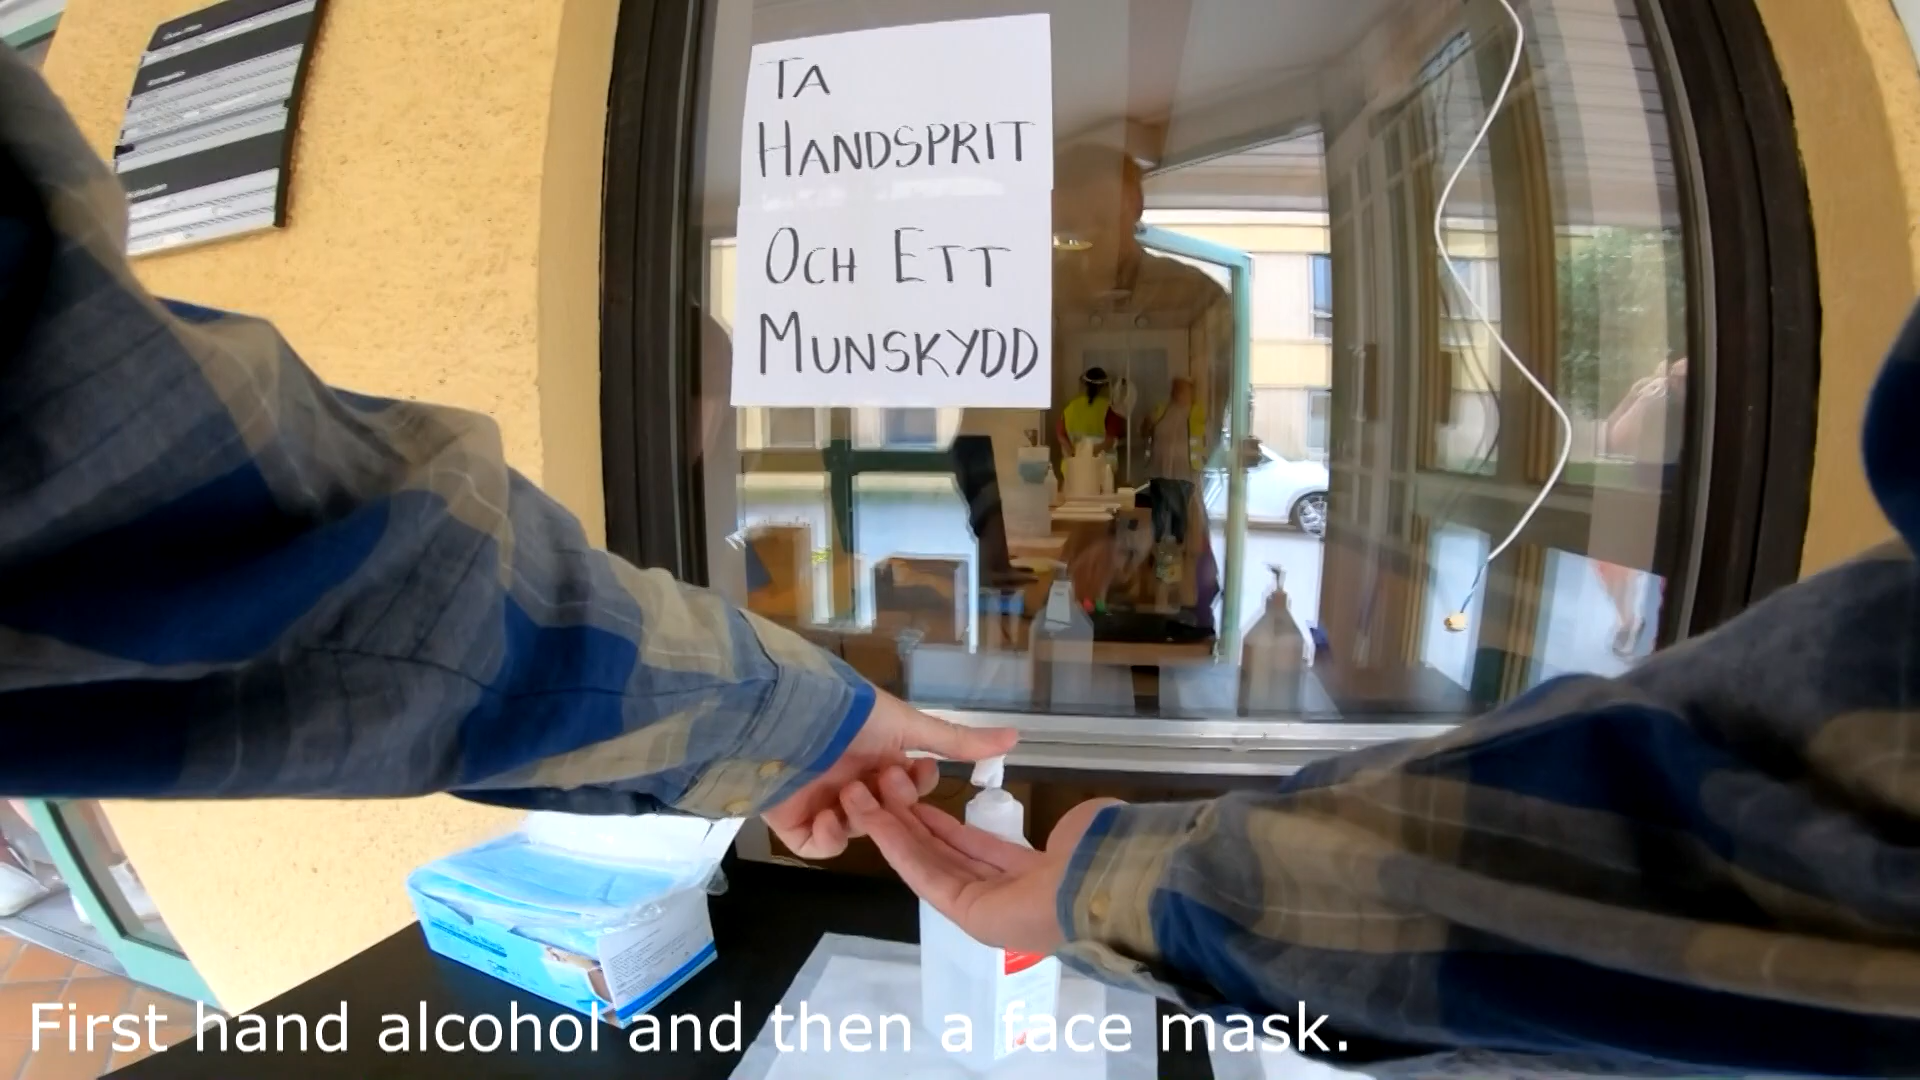 TA
HANDSPRIT
OCH ETT
MUNSKYDD
First hand alcohol and then a face mask.